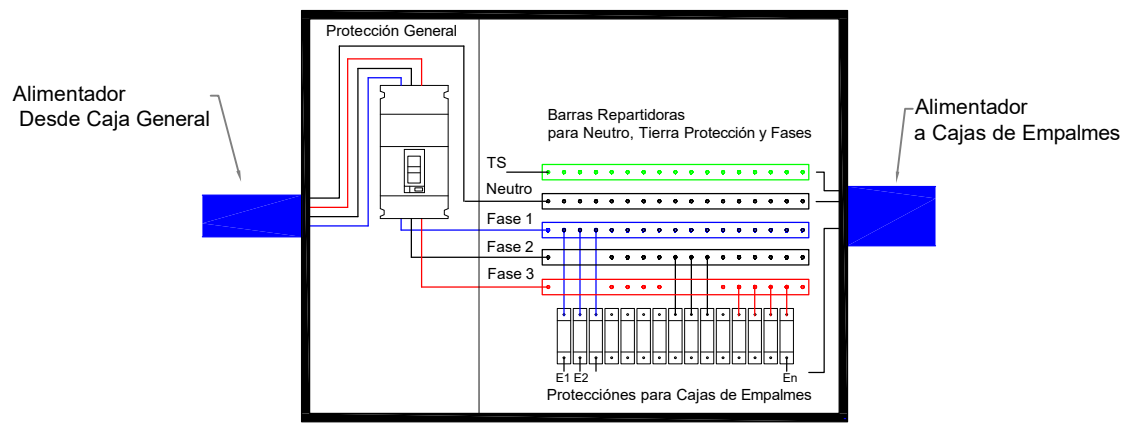 Protección General
Alimentador
Desde Caja General
Alimentador
a Cajas de Empalmes
Barras Repartidoras
para Neutro, Tierra Protección y Fases
TS
Neutro
Fase 1
Fase 2
Fase 3
E1 E2 En
Protecciónes para Cajas de Empalmes